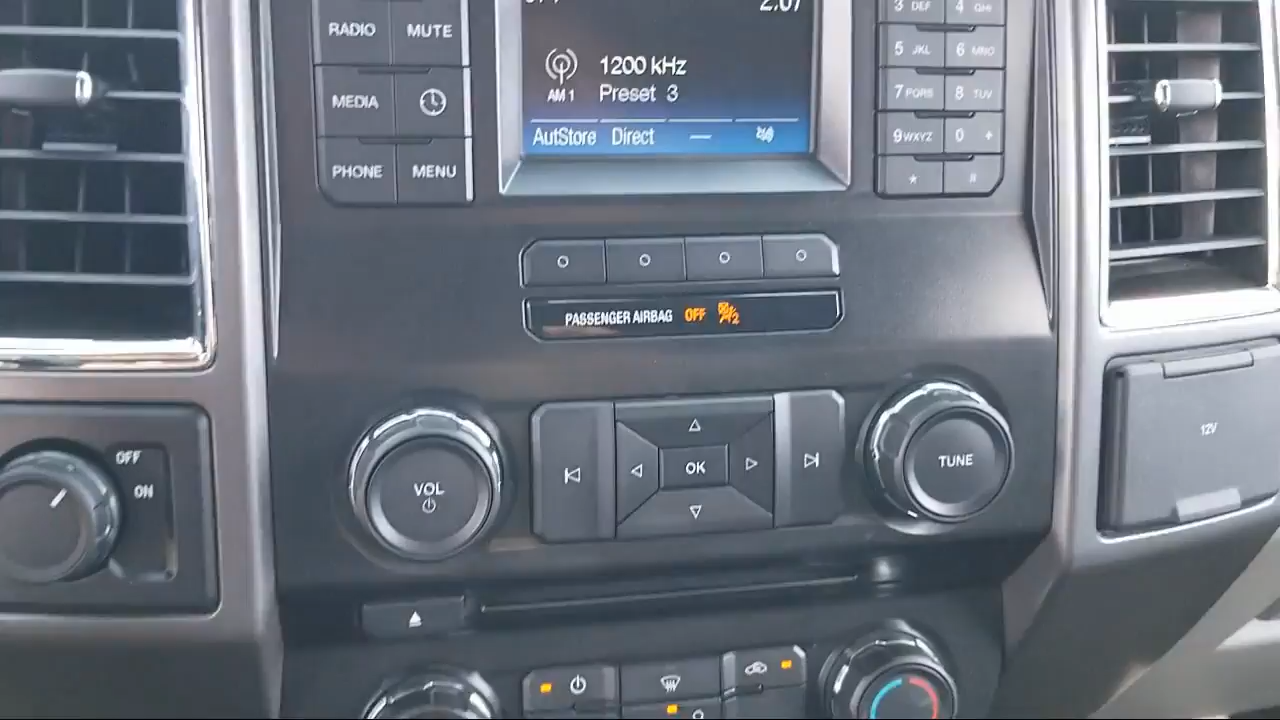 2:07
RADIO MUTE
MEDIA
PHONE MENU
1200 kHz
AM 1 Preset 3
AutStore Direct
3 DEF 4 GHI
5 JKL 6 MNO
7 PQRS 8 TUV
9 WXYZ 0 +
* #
PASSENGER AIRBAG OFF 2
OFF
ON
VOL
OK
TUNE
12V